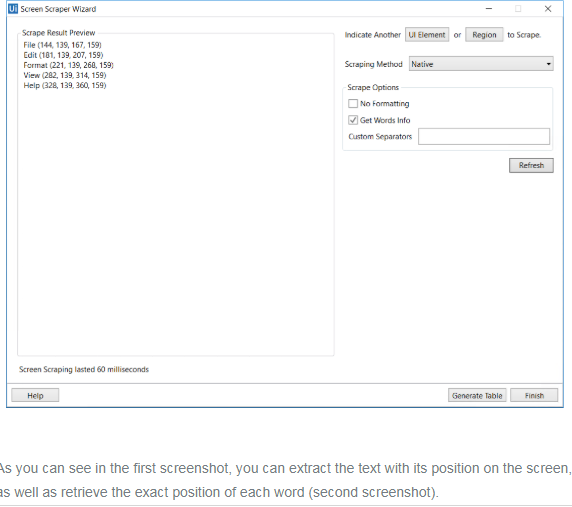 Ui Screen Scraper Wizard
Scrape Result Preview
File (144, 139, 167, 159)
Edit (181, 139, 207, 159)
Format (221, 139, 268, 159)
View (282, 139, 314, 159)
Help (328, 139, 360, 159)
Indicate Another UI Element or Region to Scrape.
Scraping Method Native
Scrape Options
No Formatting
Get Words Info
Custom Separators
Refresh
Screen Scraping lasted 60 milliseconds
Help Generate Table Finish
As you can see in the first screenshot, you can extract the text with its position on the screen,
as well as retrieve the exact position of each word (second screenshot).